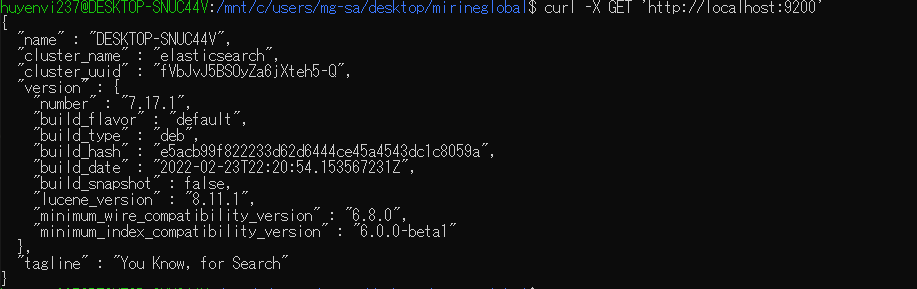 huyenvi237@DESKTOP-SNUC44V:/mnt/c/users/mg-sa/desktop/mirineglobal$ curl -X GET 'http://localhost:9200'
{
  "name" : "DESKTOP-SNUC44V",
  "cluster_name" : "elasticsearch",
  "cluster_uuid" : "fVbJvJ5BSOyZa6jXteh5-Q",
  "version" : {
    "number" : "7.17.1",
    "build_flavor" : "default",
    "build_type" : "deb",
    "build_hash" : "e5acb99f822233d62d6444ce45a4543dc1c8059a",
    "build_date" : "2022-02-23T22:20:54.153567231Z",
    "build_snapshot" : false,
    "lucene_version" : "8.11.1",
    "minimum_wire_compatibility_version" : "6.8.0",
    "minimum_index_compatibility_version" : "6.0.0-beta1"
  },
  "tagline" : "You Know, for Search"
}